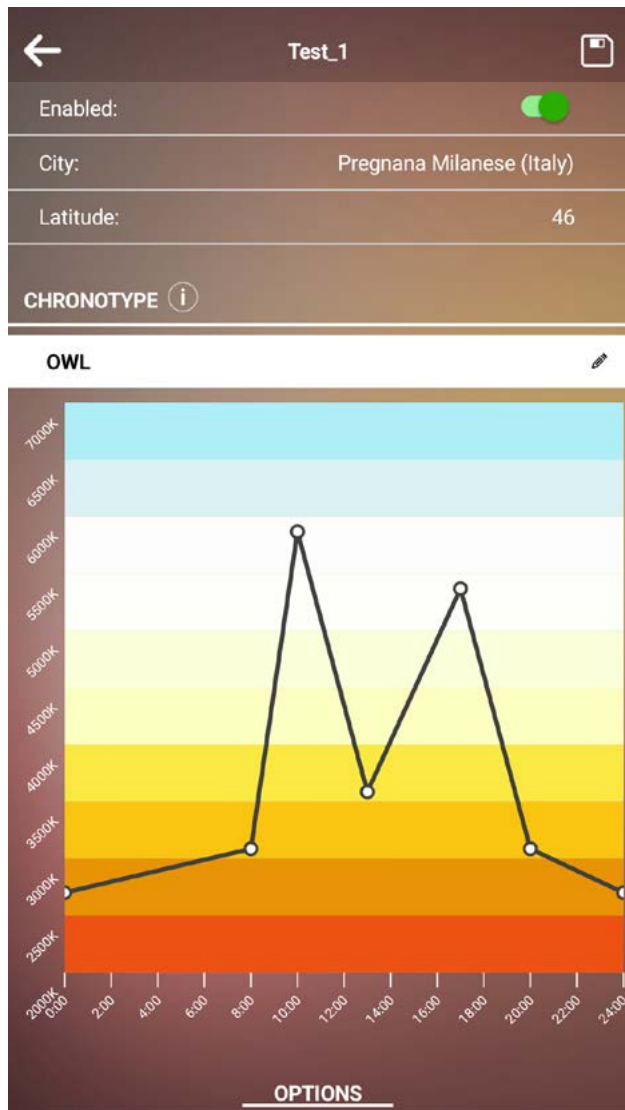 Test_1
Enabled:
City: Pregnana Milanese (Italy)
Latitude: 46
CHRONOTYPE i
OWL
7000K
6500K
6000K
5500K
5000K
4500K
4000K
3500K
3000K
2500K
2000K
0:00 2:00 4:00 6:00 8:00 10:00 12:00 14:00 16:00 18:00 20:00 22:00 24:00
OPTIONS